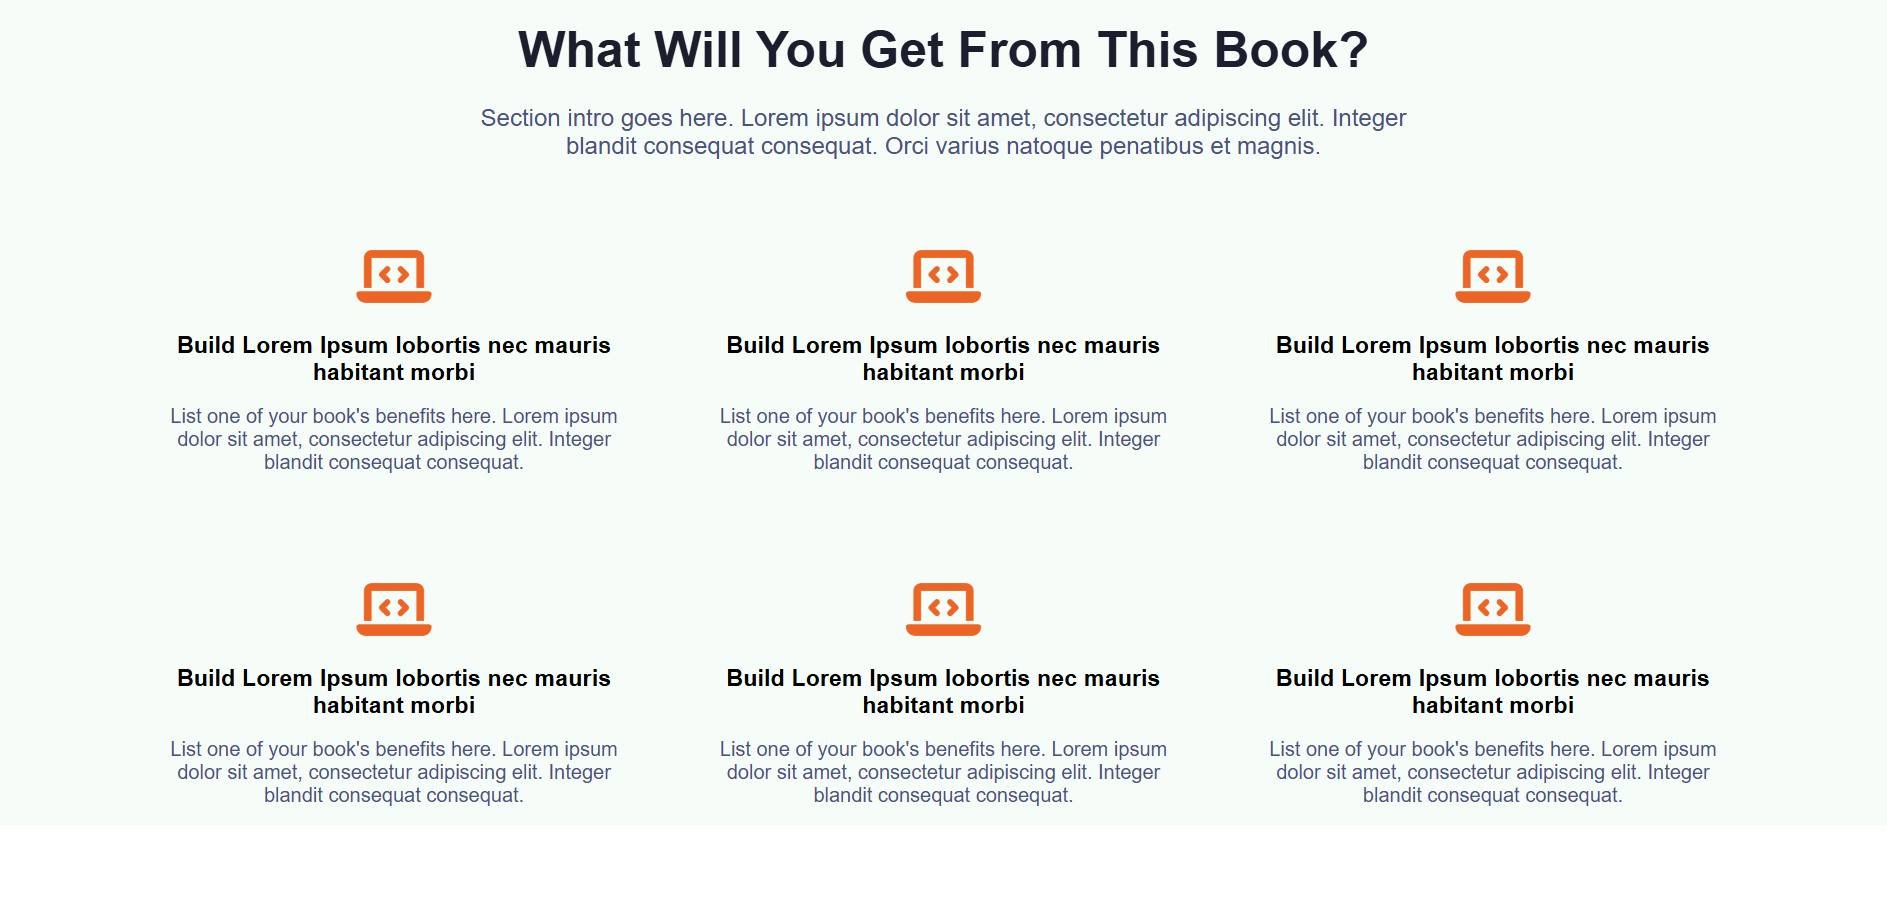 What Will You Get From This Book?
Section intro goes here. Lorem ipsum dolor sit amet, consectetur adipiscing elit. Integer
blandit consequat consequat. Orci varius natoque penatibus et magnis.
Build Lorem Ipsum lobortis nec mauris
habitant morbi
List one of your book's benefits here. Lorem ipsum
dolor sit amet, consectetur adipiscing elit. Integer
blandit consequat consequat.
Build Lorem Ipsum lobortis nec mauris
habitant morbi
List one of your book's benefits here. Lorem ipsum
dolor sit amet, consectetur adipiscing elit. Integer
blandit consequat consequat.
Build Lorem Ipsum lobortis nec mauris
habitant morbi
List one of your book's benefits here. Lorem ipsum
dolor sit amet, consectetur adipiscing elit. Integer
blandit consequat consequat.
Build Lorem Ipsum lobortis nec mauris
habitant morbi
List one of your book's benefits here. Lorem ipsum
dolor sit amet, consectetur adipiscing elit. Integer
blandit consequat consequat.
Build Lorem Ipsum lobortis nec mauris
habitant morbi
List one of your book's benefits here. Lorem ipsum
dolor sit amet, consectetur adipiscing elit. Integer
blandit consequat consequat.
Build Lorem Ipsum lobortis nec mauris
habitant morbi
List one of your book's benefits here. Lorem ipsum
dolor sit amet, consectetur adipiscing elit. Integer
blandit consequat consequat.